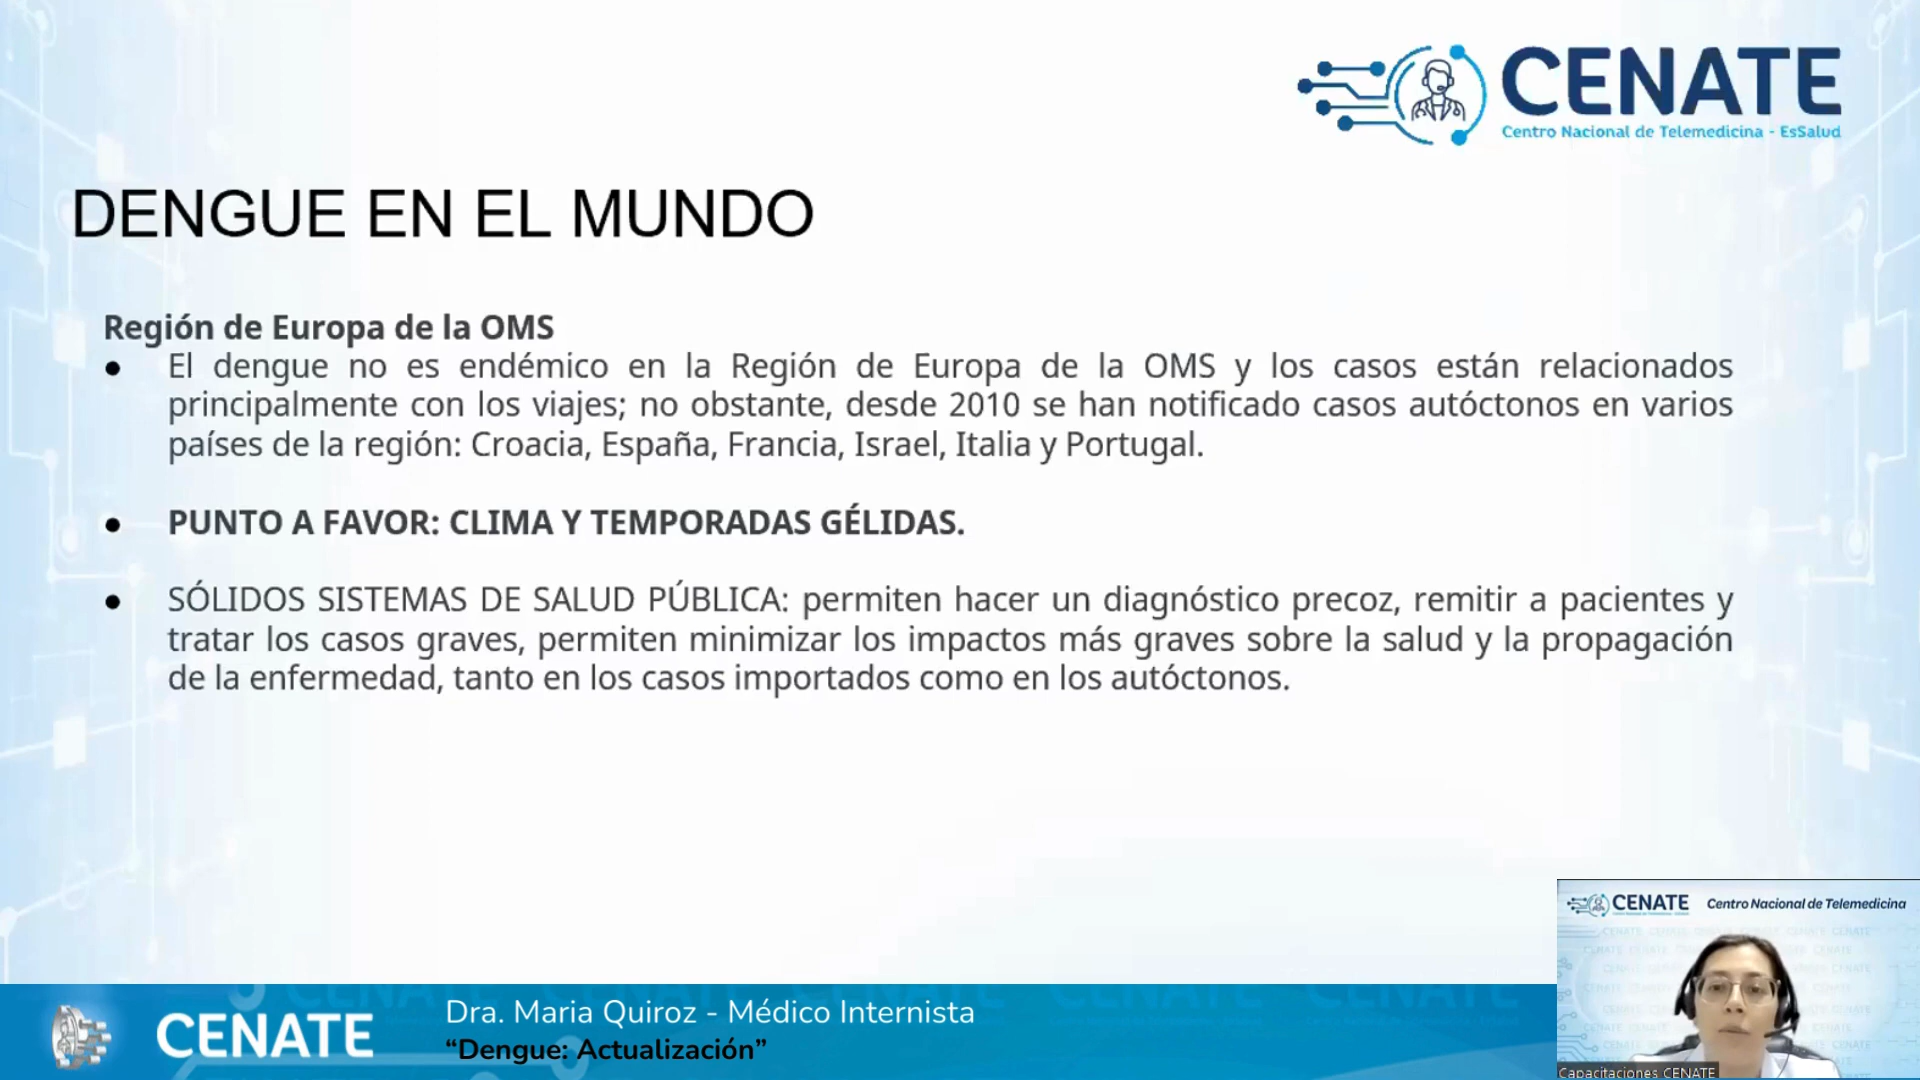 CENATE
Centro Nacional de Telemedicina - EsSalud
DENGUE EN EL MUNDO
Región de Europa de la OMS
● El dengue no es endémico en la Región de Europa de la OMS y los casos están relacionados
principalmente con los viajes; no obstante, desde 2010 se han notificado casos autóctonos en varios
países de la región: Croacia, España, Francia, Israel, Italia y Portugal.
● PUNTO A FAVOR: CLIMA Y TEMPORADAS GÉLIDAS.
● SÓLIDOS SISTEMAS DE SALUD PÚBLICA: permiten hacer un diagnóstico precoz, remitir a pacientes y
tratar los casos graves, permiten minimizar los impactos más graves sobre la salud y la propagación
de la enfermedad, tanto en los casos importados como en los autóctonos.
CENATE Centro Nacional de Telemedicina
CENATE
Dra. Maria Quiroz - Médico Internista
“Dengue: Actualización”
Capacitaciones CENATE